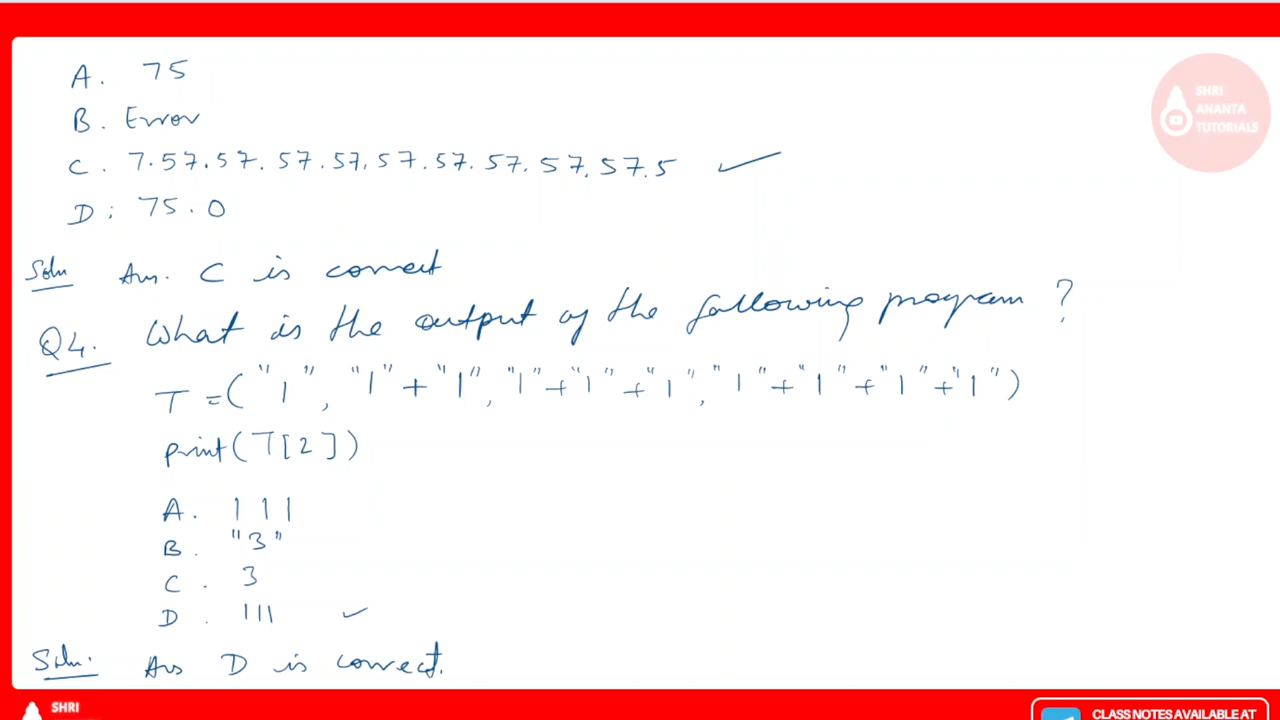 A. 75
B. Error
C. 7.57.57.57.57.57.57.57.57.57.5
D: 75.0
Soln Ans. C is correct
Q4. What is the output of the following program?
T = ("1", "1"+"1", "1"+"1"+"1", "1"+"1"+"1"+"1")
print(T[2])
A. 1 1 1
B. "3"
C. 3
D. 111
Soln: Ans D is correct.
SHRI
ANANTA
TUTORIALS
SHRI
CLASS NOTES AVAILABLE AT